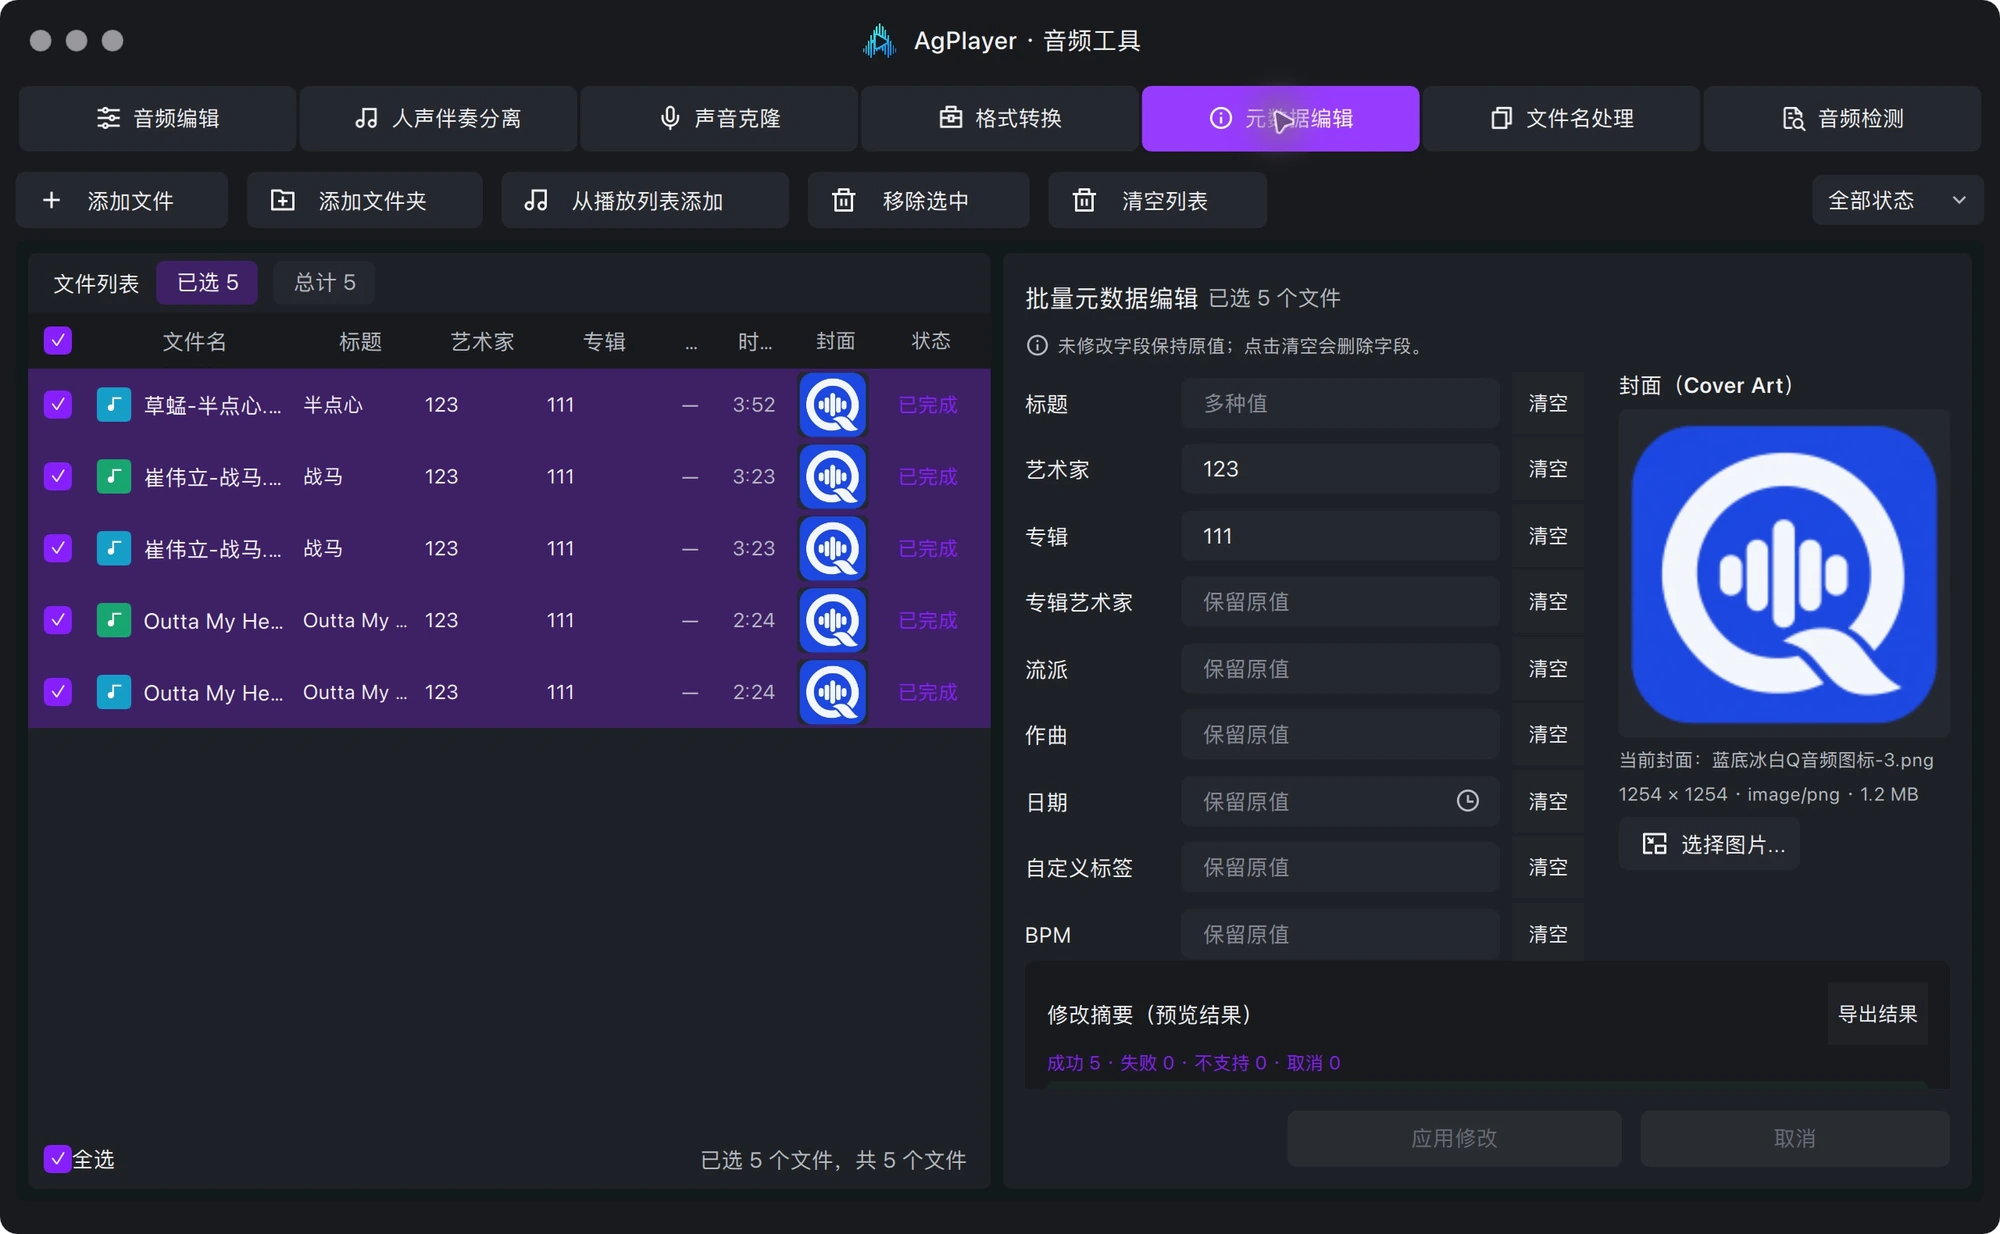 AgPlayer · 音频工具
音频编辑
人声伴奏分离
声音克隆
格式转换
元数据编辑
文件名处理
音频检测
添加文件
添加文件夹
从播放列表添加
移除选中
清空列表
全部状态
文件列表 已选 5 总计 5
文件名 标题 艺术家 专辑 ... 时... 封面 状态
草蜢-半点心.... 半点心 123 111 — 3:52 已完成
崔伟立-战马.... 战马 123 111 — 3:23 已完成
崔伟立-战马.... 战马 123 111 — 3:23 已完成
Outta My He... Outta My ... 123 111 — 2:24 已完成
Outta My He... Outta My ... 123 111 — 2:24 已完成
全选
已选 5 个文件，共 5 个文件
批量元数据编辑 已选 5 个文件
未修改字段保持原值；点击清空会删除字段。
标题 多种值 清空
艺术家 123 清空
专辑 111 清空
专辑艺术家 保留原值 清空
流派 保留原值 清空
作曲 保留原值 清空
日期 保留原值 清空
自定义标签 保留原值 清空
BPM 保留原值 清空
封面（Cover Art）
当前封面：蓝底冰白Q音频图标-3.png
1254 × 1254 · image/png · 1.2 MB
选择图片...
修改摘要（预览结果）
导出结果
成功 5 · 失败 0 · 不支持 0 · 取消 0
应用修改
取消